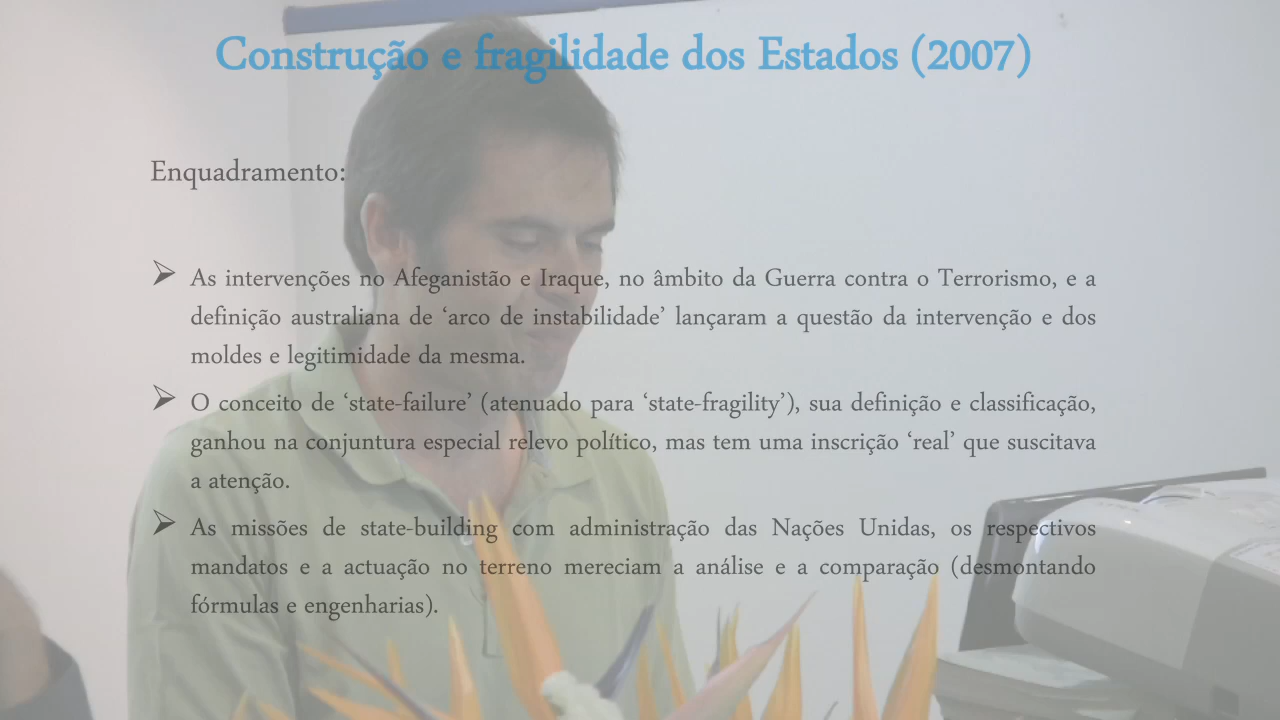 Construção e fragilidade dos Estados (2007)
Enquadramento:
As intervenções no Afeganistão e Iraque, no âmbito da Guerra contra o Terrorismo, e a
definição australiana de ‘arco de instabilidade’ lançaram a questão da intervenção e dos
moldes e legitimidade da mesma.
O conceito de ‘state-failure’ (atenuado para ‘state-fragility’), sua definição e classificação,
ganhou na conjuntura especial relevo político, mas tem uma inscrição ‘real’ que suscitava
a atenção.
As missões de state-building com administração das Nações Unidas, os respectivos
mandatos e a actuação no terreno mereciam a análise e a comparação (desmontando
fórmulas e engenharias).